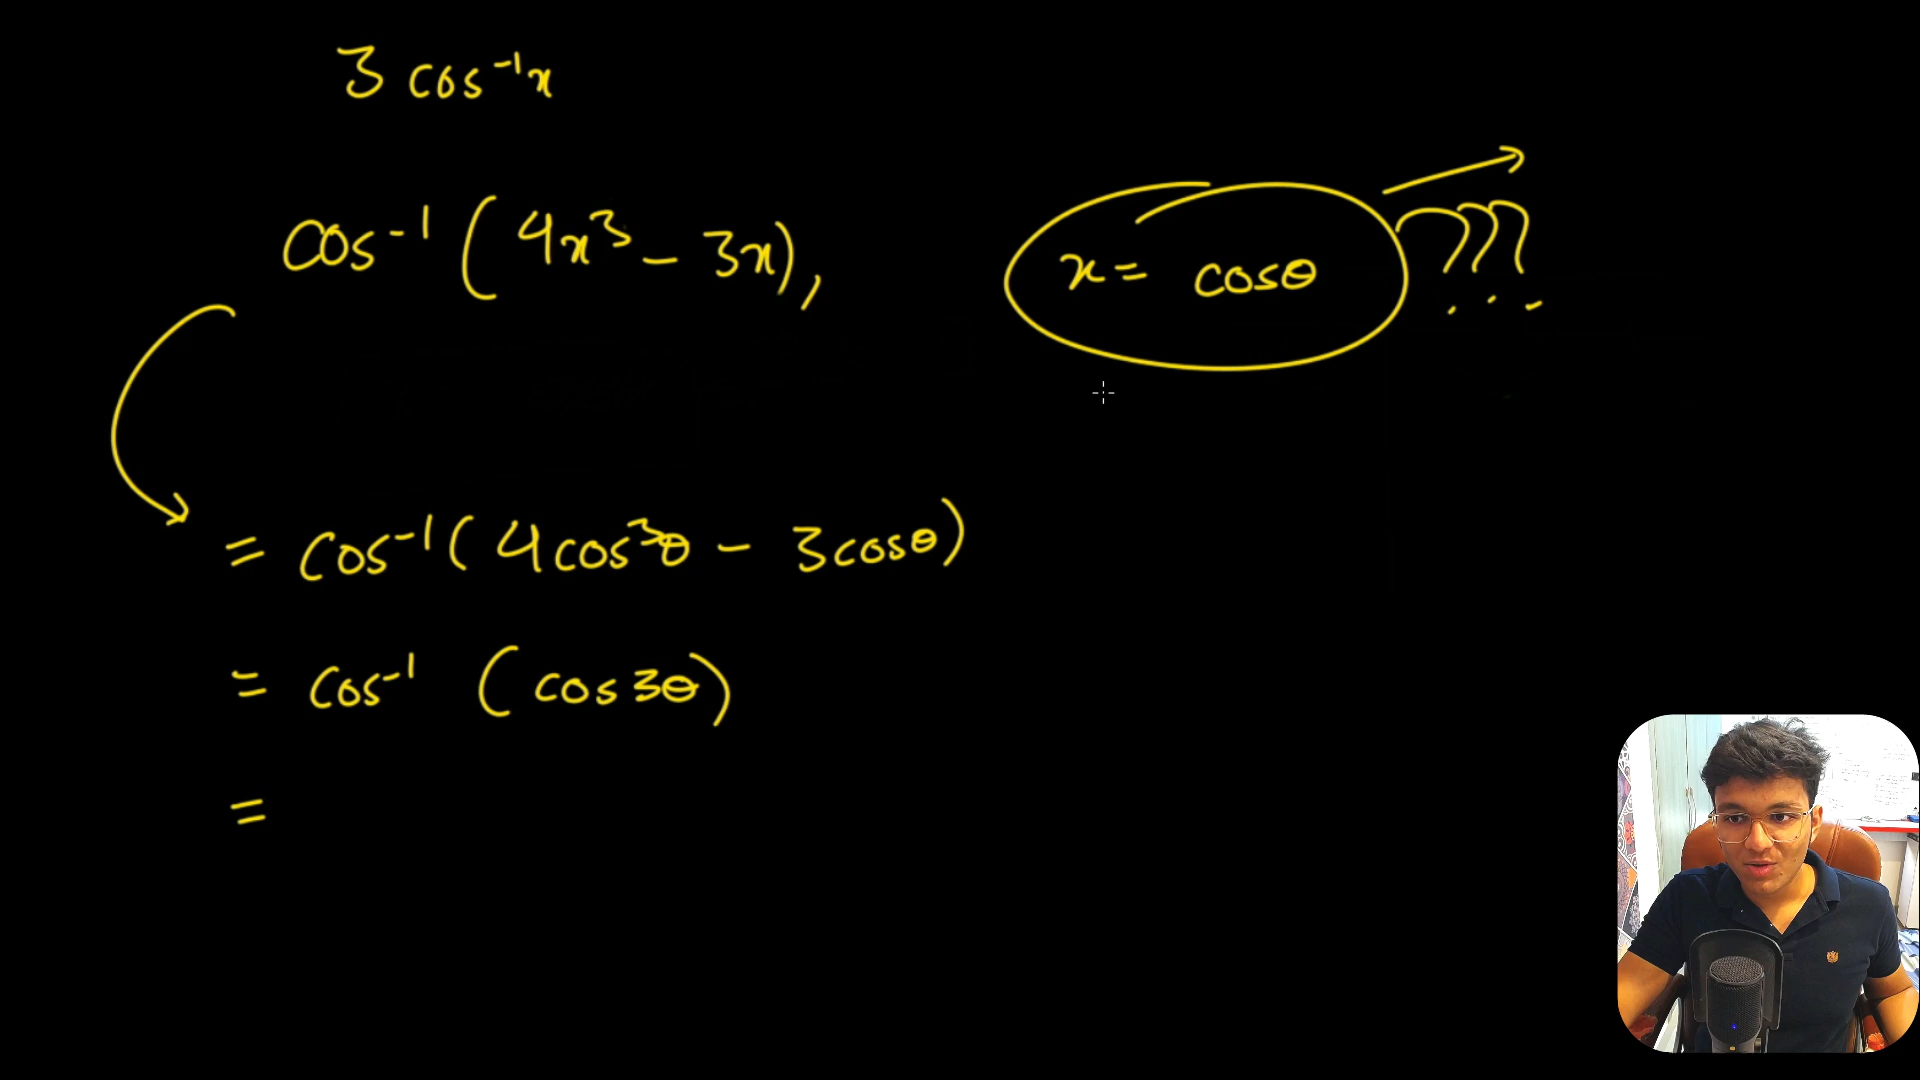 3 cos⁻¹x
cos⁻¹ ( 4x³ – 3x),
x = cosθ
???
= cos⁻¹( 4cos³θ – 3cosθ)
= cos⁻¹ ( cos3θ)
=